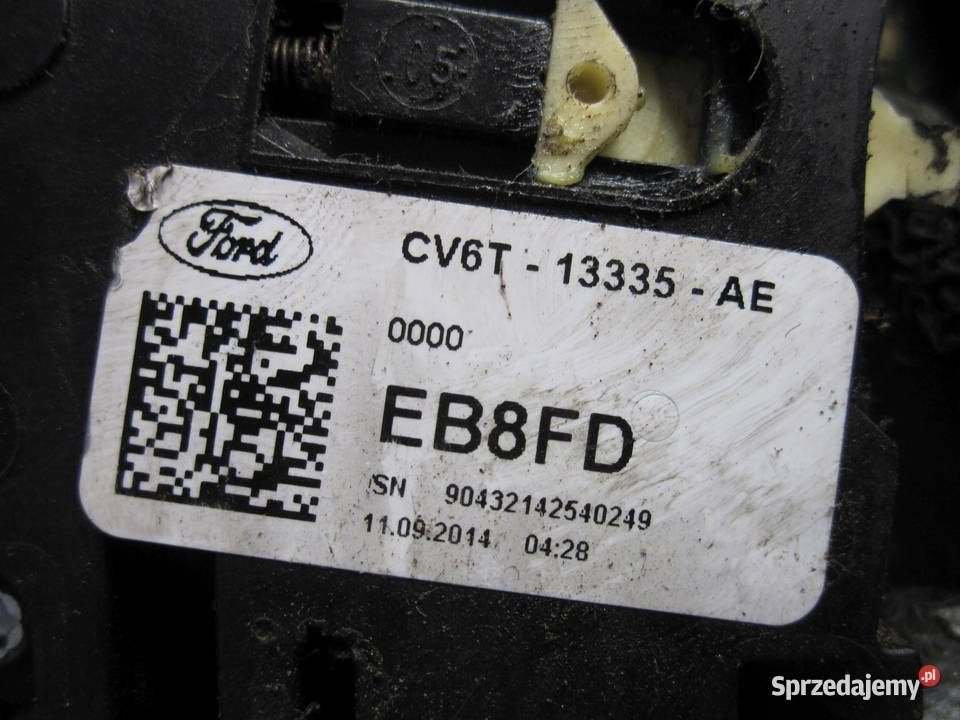 05
Ford
CV6T - 13335 - AE
0000
EB8FD
SN 90432142540249
11.09.2014 04:28
Sprzedajemy.pl